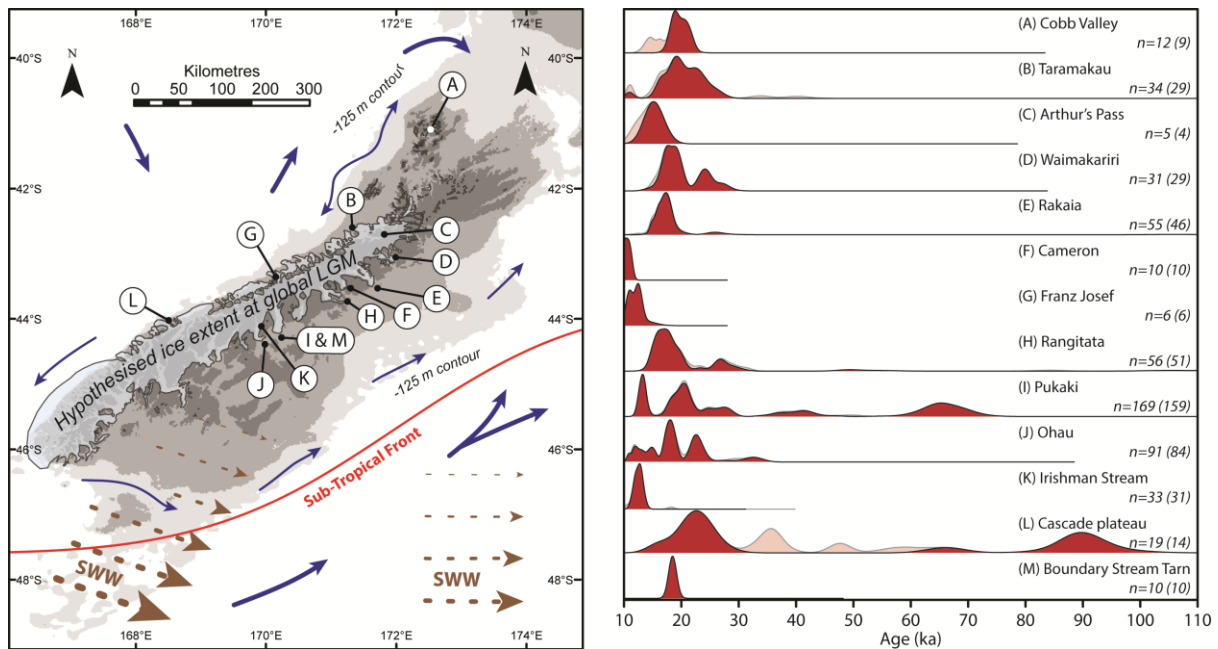 168°E
170°E
172°E
174°E
40°S
42°S
44°S
46°S
48°S
40°S
42°S
44°S
46°S
48°S
168°E
170°E
172°E
174°E
N
N
Kilometres
0 50 100 200 300
-125 m contour
A
B
G
C
D
L
E
F
H
I & M
K
J
Hypothesised ice extent at global LGM
-125 m contour
Sub-Tropical Front
SWW
SWW
(A) Cobb Valley
n=12 (9)
(B) Taramakau
n=34 (29)
(C) Arthur's Pass
n=5 (4)
(D) Waimakariri
n=31 (29)
(E) Rakaia
n=55 (46)
(F) Cameron
n=10 (10)
(G) Franz Josef
n=6 (6)
(H) Rangitata
n=56 (51)
(I) Pukaki
n=169 (159)
(J) Ohau
n=91 (84)
(K) Irishman Stream
n=33 (31)
(L) Cascade plateau
n=19 (14)
(M) Boundary Stream Tarn
n=10 (10)
10 20 30 40 50 60 70 80 90 100 110
Age (ka)